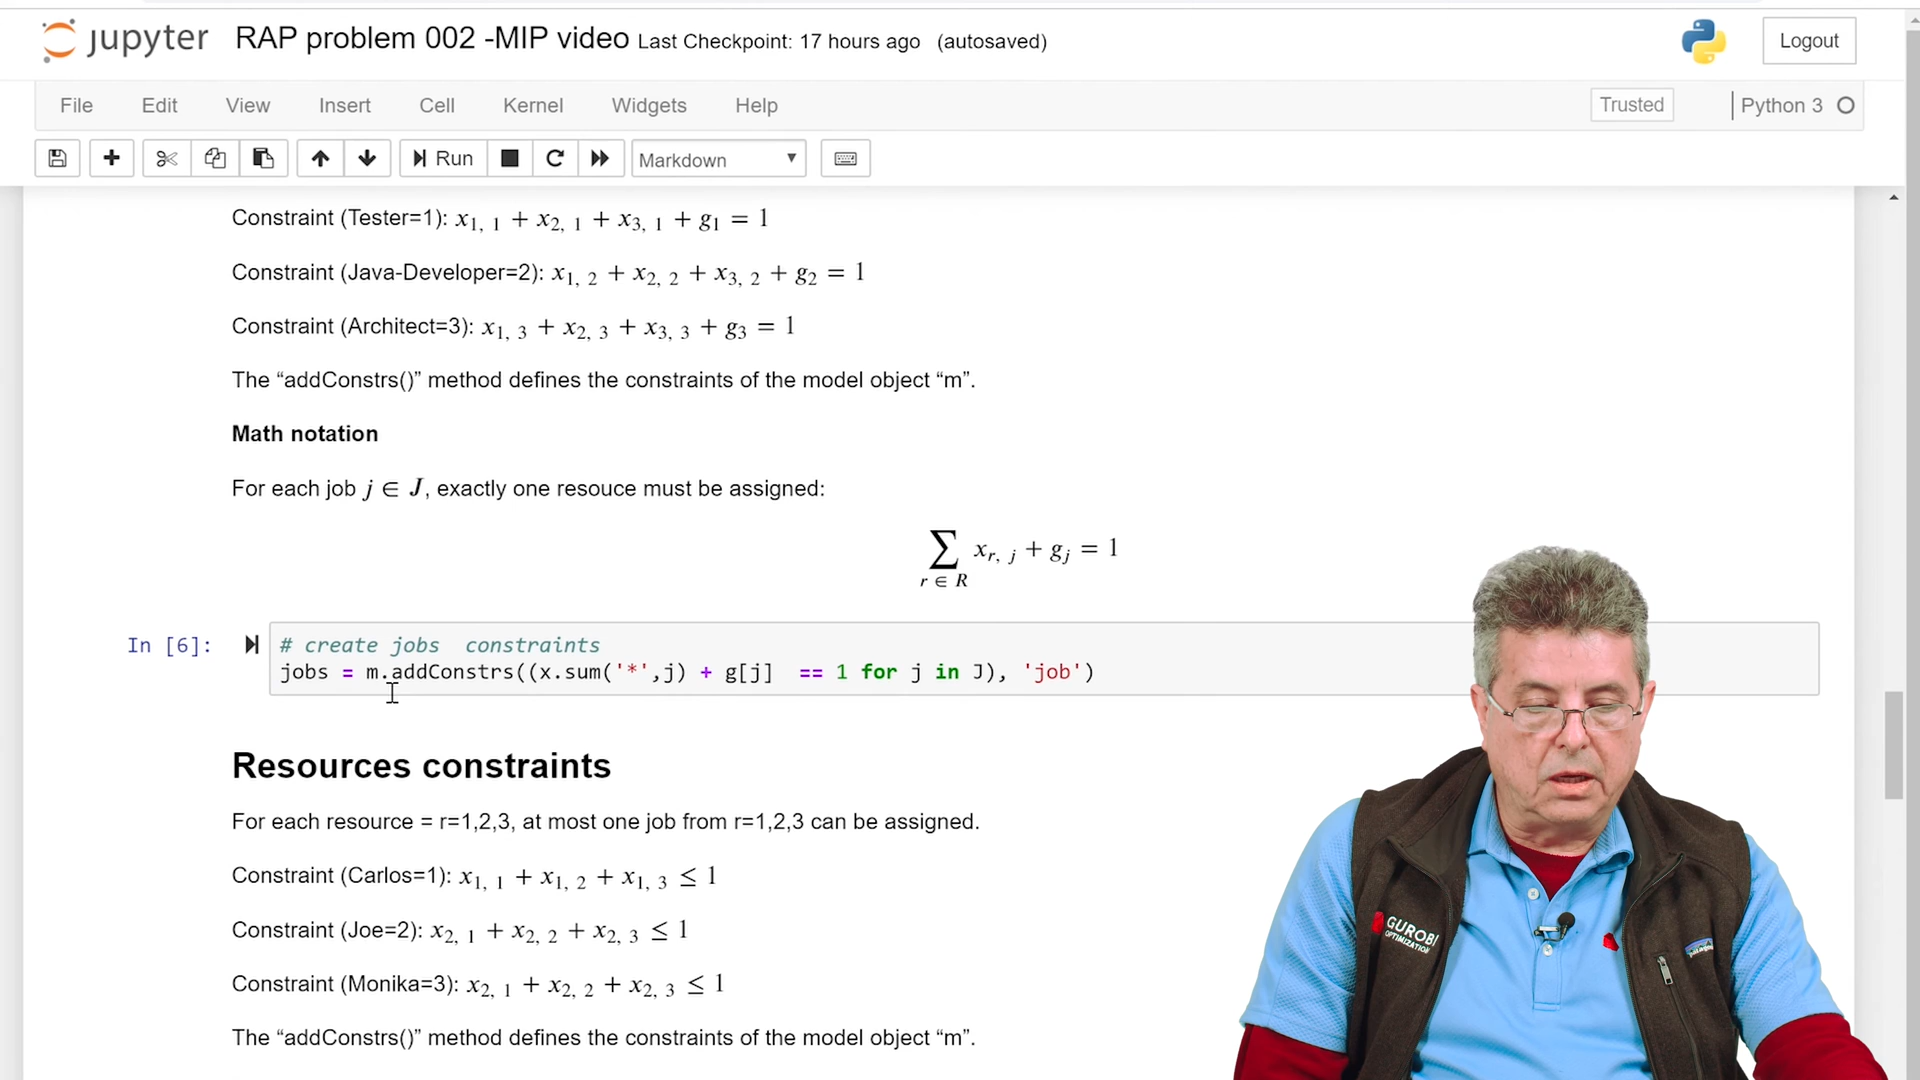 jupyter RAP problem 002 -MIP video Last Checkpoint: 17 hours ago (autosaved) Logout
File Edit View Insert Cell Kernel Widgets Help Trusted Python 3
Run Markdown
Constraint (Tester=1): x1, 1 + x2, 1 + x3, 1 + g1 = 1
Constraint (Java-Developer=2): x1, 2 + x2, 2 + x3, 2 + g2 = 1
Constraint (Architect=3): x1, 3 + x2, 3 + x3, 3 + g3 = 1
The “addConstrs()” method defines the constraints of the model object “m”.
Math notation
For each job j ∈ J, exactly one resouce must be assigned:
∑ xr, j + gj = 1
r ∈ R
In [6]: # create jobs  constraints
jobs = m.addConstrs((x.sum('*',j) + g[j]  == 1 for j in J), 'job')
Resources constraints
For each resource = r=1,2,3, at most one job from r=1,2,3 can be assigned.
Constraint (Carlos=1): x1, 1 + x1, 2 + x1, 3 ≤ 1
Constraint (Joe=2): x2, 1 + x2, 2 + x2, 3 ≤ 1
Constraint (Monika=3): x2, 1 + x2, 2 + x2, 3 ≤ 1
The “addConstrs()” method defines the constraints of the model object “m”.
GUROBI
OPTIMIZATION